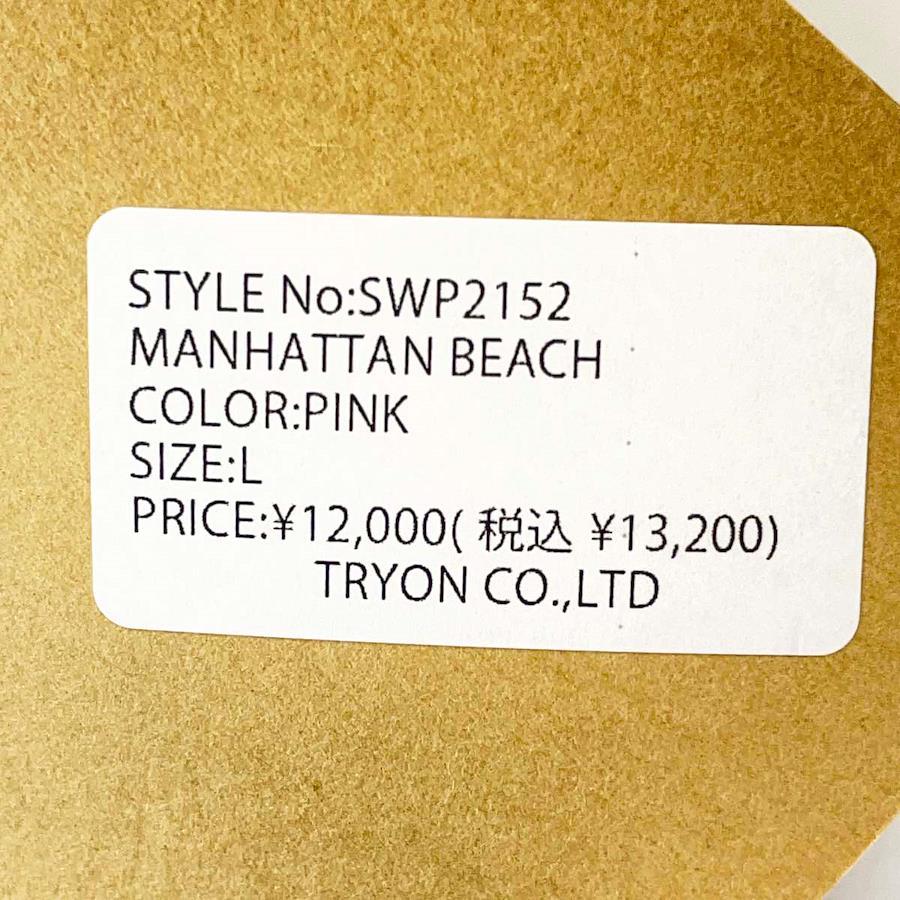 STYLE No:SWP2152
MANHATTAN BEACH
COLOR:PINK
SIZE:L
PRICE:¥12,000( 税込 ¥13,200)
TRYON CO.,LTD